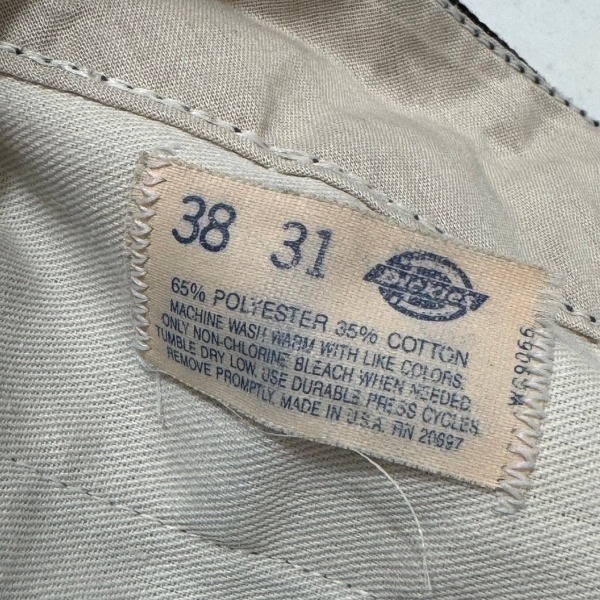 38 31
DICKIES
65% POLYESTER 35% COTTON
MACHINE WASH WARM WITH LIKE COLORS.
ONLY NON-CHLORINE BLEACH WHEN NEEDED.
TUMBLE DRY LOW, USE DURABLE PRESS CYCLES.
REMOVE PROMPTLY. MADE IN U.S.A. RN 20697